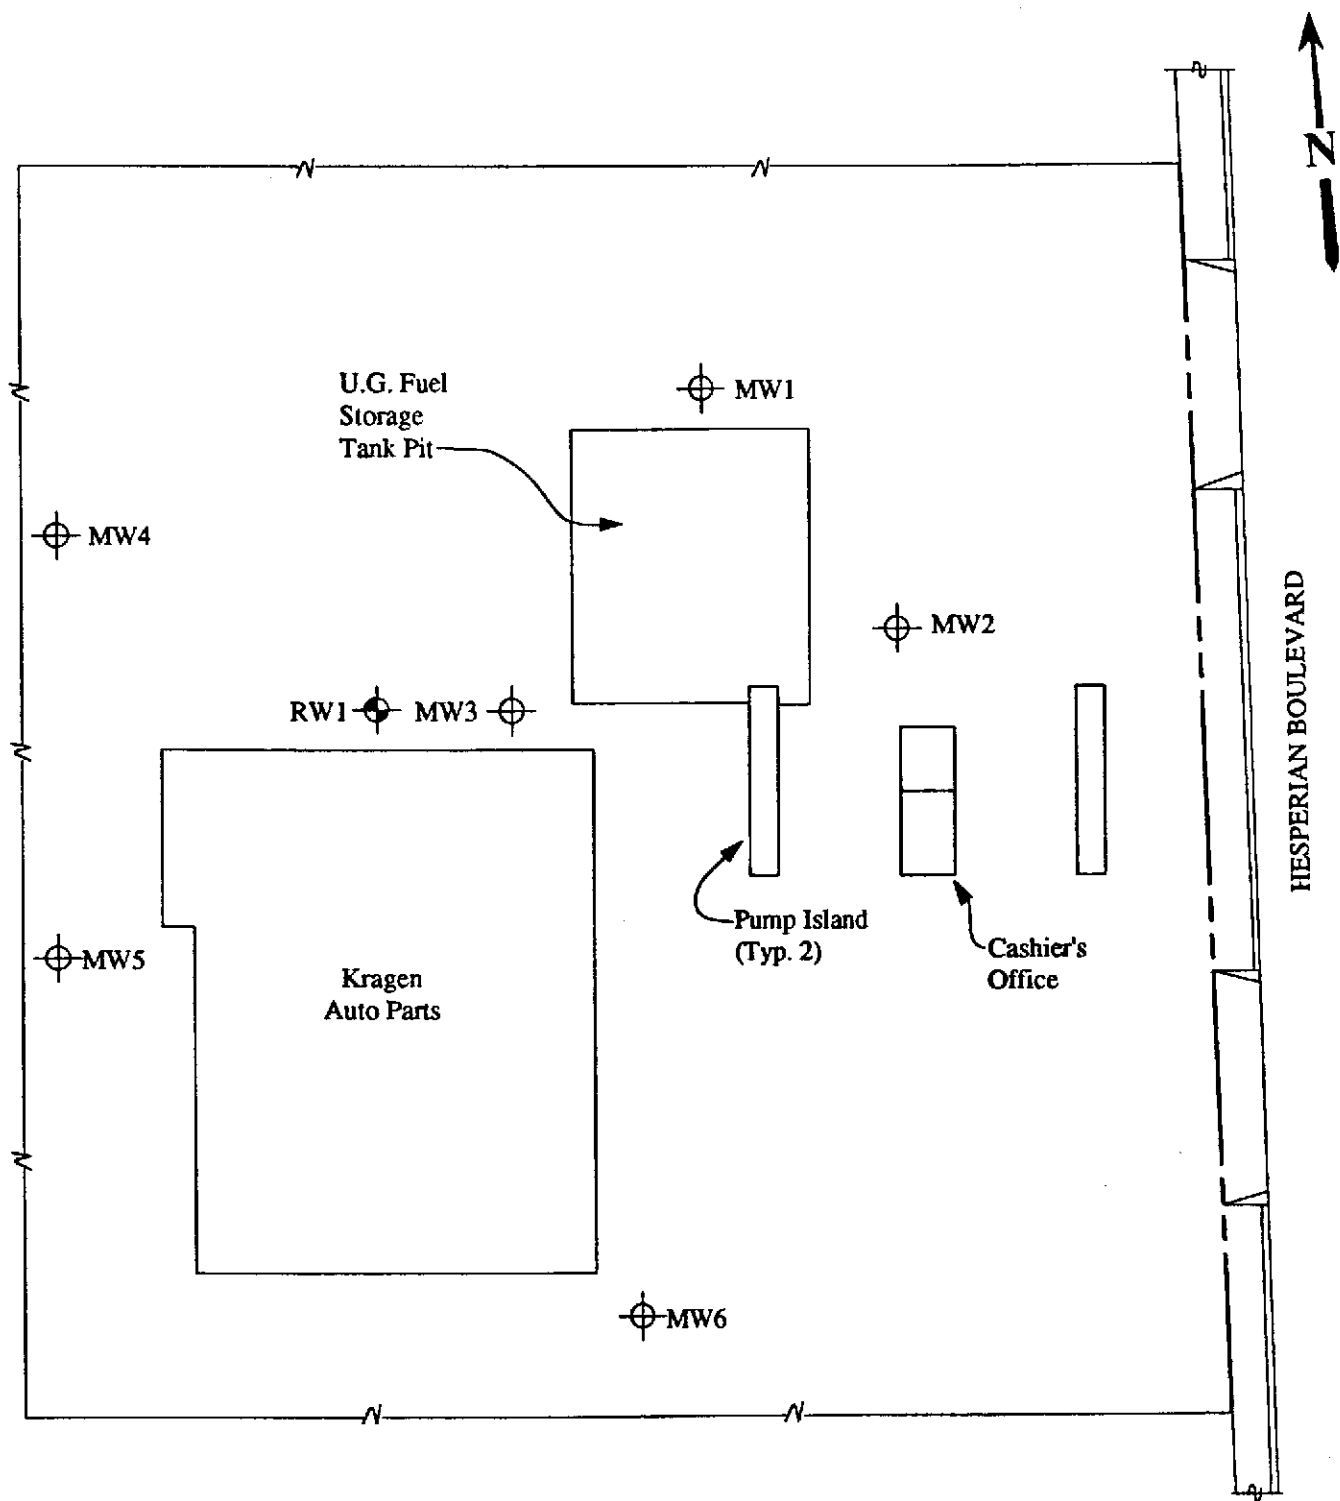 N
U.G. Fuel
Storage
Tank Pit
MW1
MW4
MW2
RW1
MW3
HESPERIAN BOULEVARD
Pump Island
(Typ. 2)
Cashier's
Office
MW5
Kragen
Auto Parts
MW6